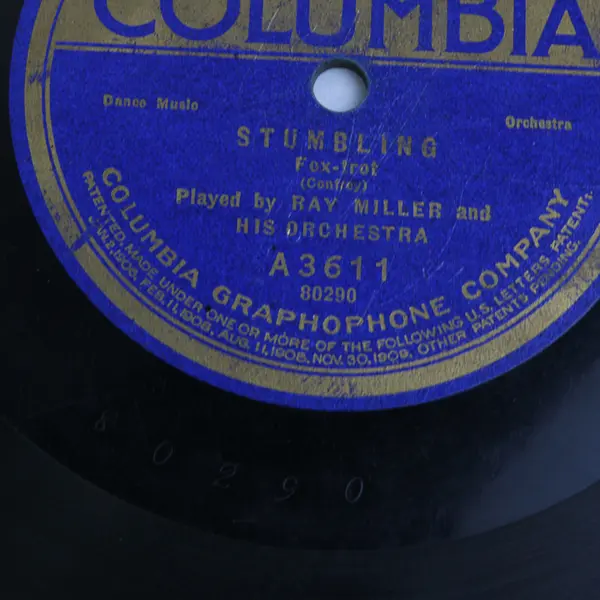 COLUMBIA
Dance Music
Orchestra
STUMBLING
Fox-trot
(Confrey)
Played by RAY MILLER and
HIS ORCHESTRA
A3611
80290
COLUMBIA GRAPHOPHONE COMPANY
PATENTED, MADE UNDER ONE OR MORE OF THE FOLLOWING U.S. LETTERS PATENT:
JAN.2,1906, FEB.11,1908, AUG.11,1908, NOV.30,1909, OTHER PATENTS PENDING.
80290